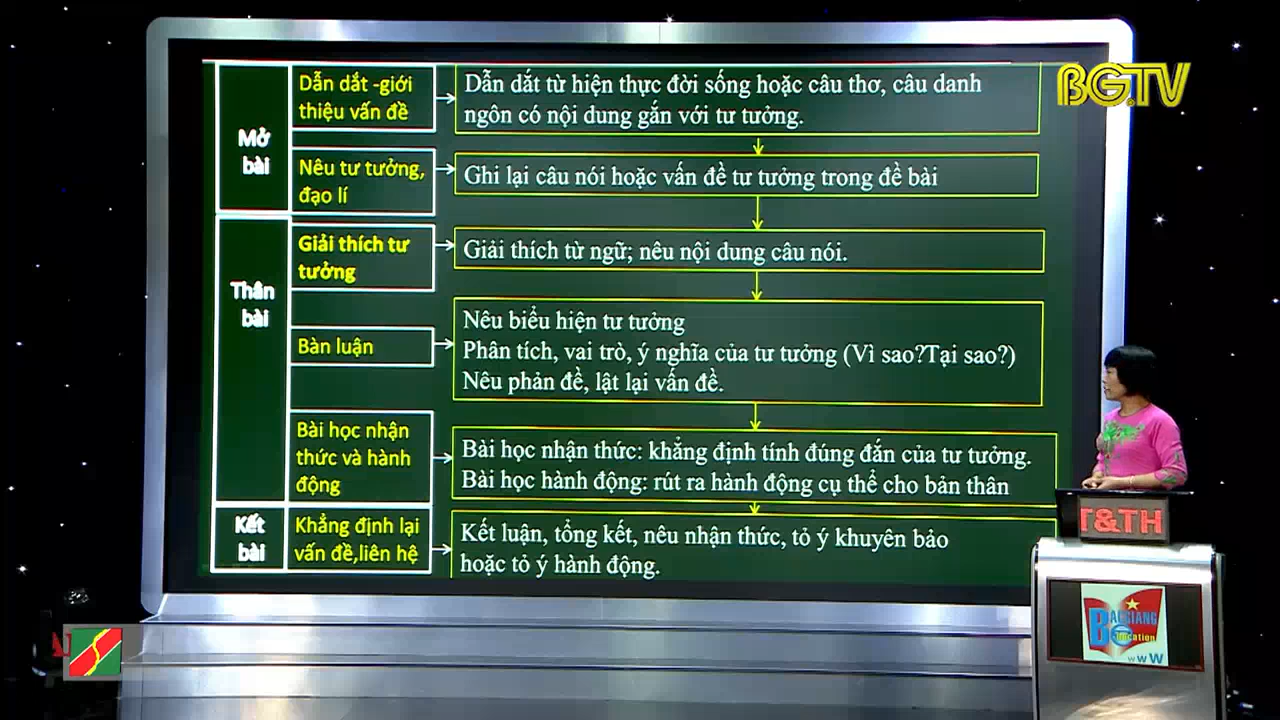 BGTV
Mở
bài
Dẫn dắt -giới
thiệu vấn đề
Dẫn dắt từ hiện thực đời sống hoặc câu thơ, câu danh
ngôn có nội dung gắn với tư tưởng.
Nêu tư tưởng,
đạo lí
Ghi lại câu nói hoặc vấn đề tư tưởng trong đề bài
Thân
bài
Giải thích tư
tưởng
Giải thích từ ngữ; nêu nội dung câu nói.
Bàn luận
Nêu biểu hiện tư tưởng
Phân tích, vai trò, ý nghĩa của tư tưởng (Vì sao?Tại sao?)
Nêu phản đề, lật lại vấn đề.
Bài học nhận
thức và hành
động
Bài học nhận thức: khẳng định tính đúng đắn của tư tưởng.
Bài học hành động: rút ra hành động cụ thể cho bản thân
Kết
bài
Khẳng định lại
vấn đề,liên hệ
Kết luận, tổng kết, nêu nhận thức, tỏ ý khuyên bảo
hoặc tỏ ý hành động.
T&TH
BACGIANG
Education
www